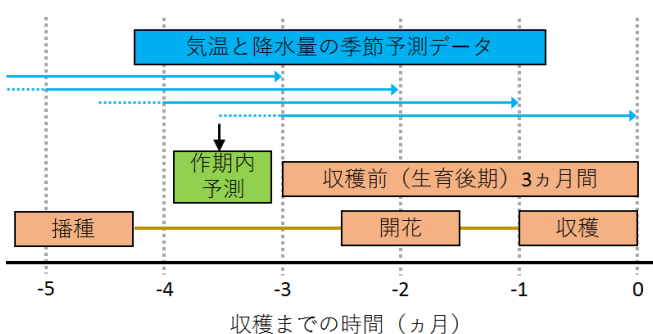 気温と降水量の季節予測データ
作期内
予測
収穫前（生育後期）3ヵ月間
播種
開花
収穫
-5
-4
-3
-2
-1
0
収穫までの時間（ヵ月）